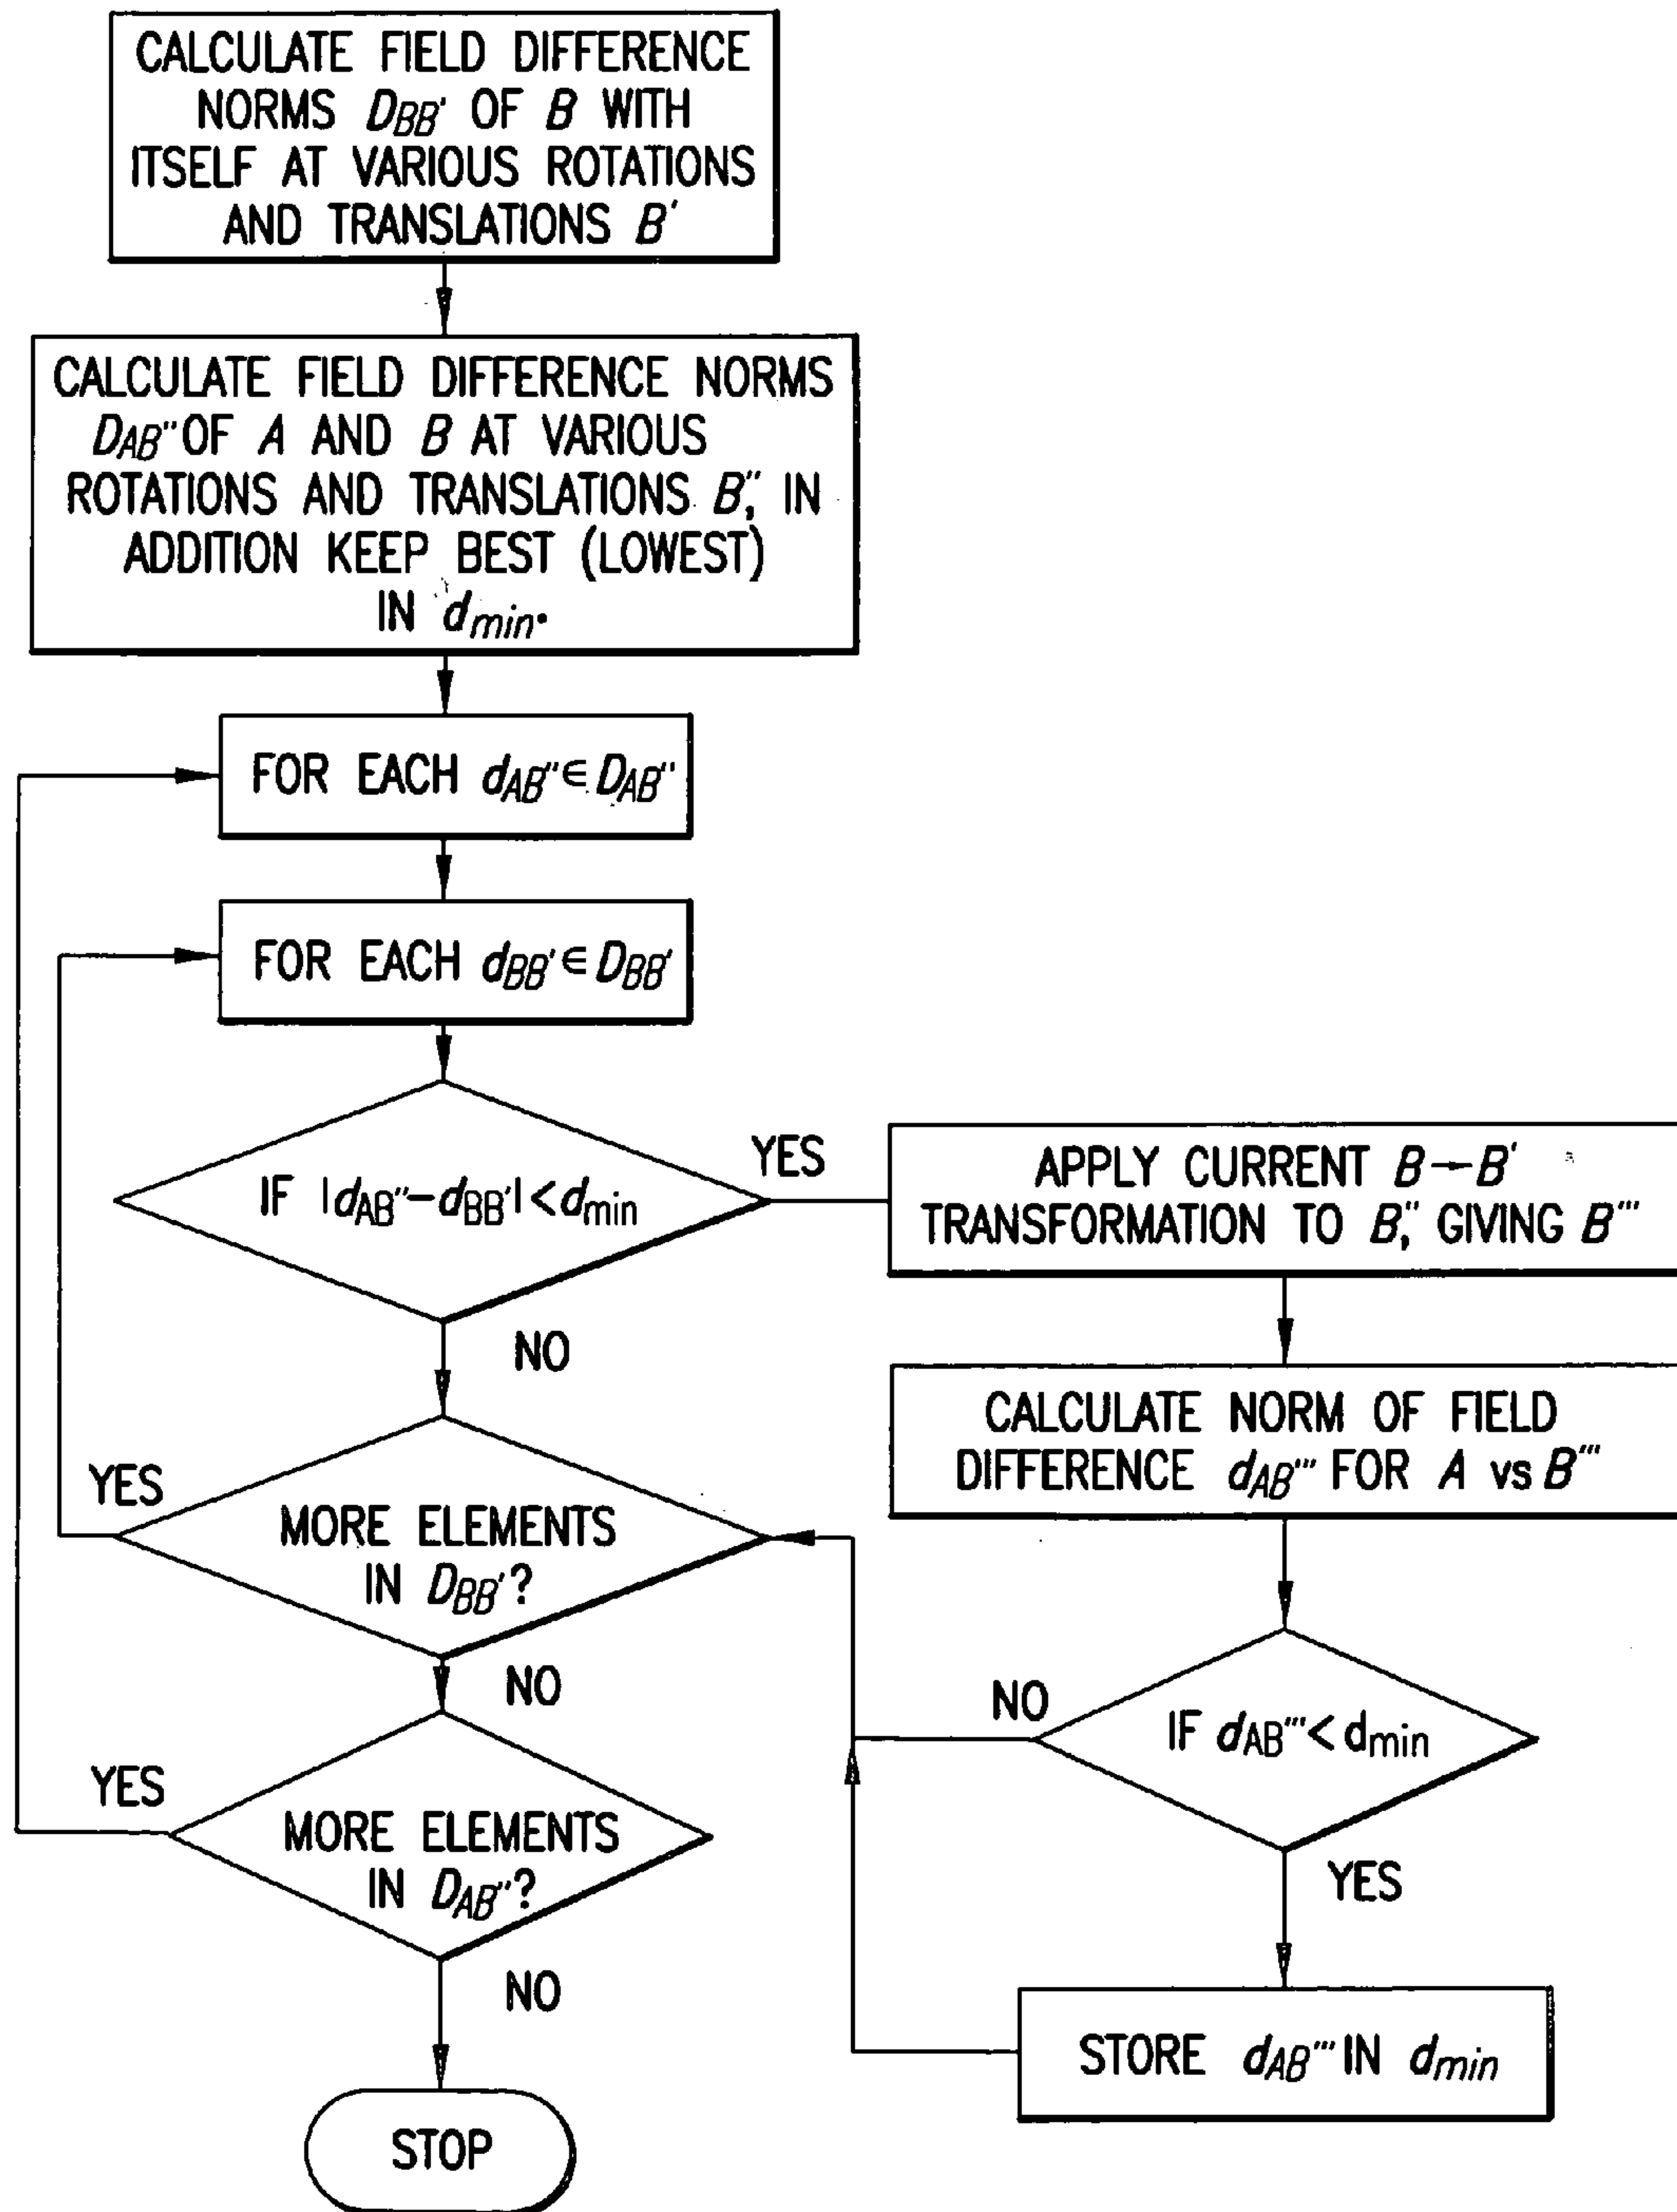 CALCULATE FIELD DIFFERENCE
NORMS DBB' OF B WITH
ITSELF AT VARIOUS ROTATIONS
AND TRANSLATIONS B'
CALCULATE FIELD DIFFERENCE NORMS
DAB'' OF A AND B AT VARIOUS
ROTATIONS AND TRANSLATIONS B'', IN
ADDITION KEEP BEST (LOWEST)
IN dmin.
FOR EACH dAB''∈DAB''
FOR EACH dBB'∈DBB'
IF |dAB''-dBB'|<dmin
YES
NO
APPLY CURRENT B→B'
TRANSFORMATION TO B'', GIVING B'''
CALCULATE NORM OF FIELD
DIFFERENCE dAB''' FOR A vs B'''
YES
MORE ELEMENTS
IN DBB'?
NO
NO
IF dAB'''<dmin
YES
YES
MORE ELEMENTS
IN DAB''?
NO
STORE dAB''' IN dmin
STOP